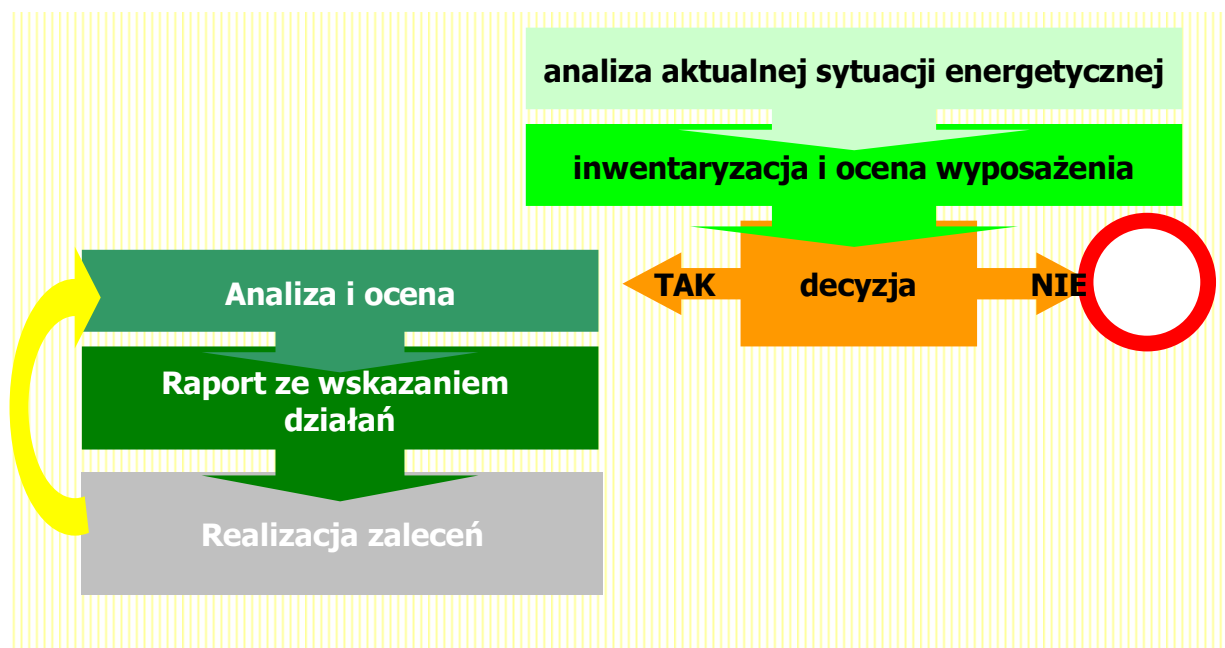 analiza aktualnej sytuacji energetycznej
inwentaryzacja i ocena wyposażenia
TAK
decyzja
NIE
Analiza i ocena
Raport ze wskazaniem
działań
Realizacja zaleceń